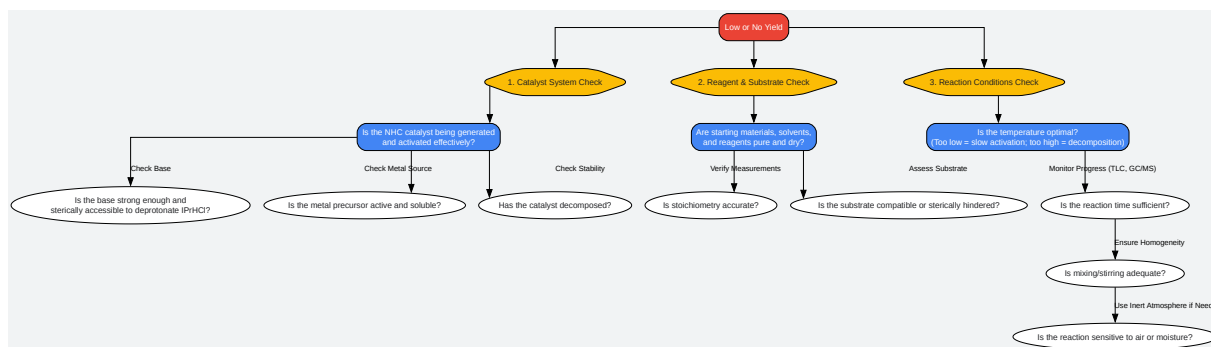 Low or No Yield
1. Catalyst System Check
2. Reagent & Substrate Check
3. Reaction Conditions Check
Is the NHC catalyst being generated
and activated effectively?
Are starting materials, solvents,
and reagents pure and dry?
Is the temperature optimal?
(Too low = slow activation; too high = decomposition)
Check Base
Check Metal Source
Check Stability
Verify Measurements
Assess Substrate
Monitor Progress (TLC, GC/MS)
Is the base strong enough and
sterically accessible to deprotonate IPrHCl?
Is the metal precursor active and soluble?
Has the catalyst decomposed?
Is stoichiometry accurate?
Is the substrate compatible or sterically hindered?
Is the reaction time sufficient?
Ensure Homogeneity
Is mixing/stirring adequate?
Use Inert Atmosphere if Need
Is the reaction sensitive to air or moisture?